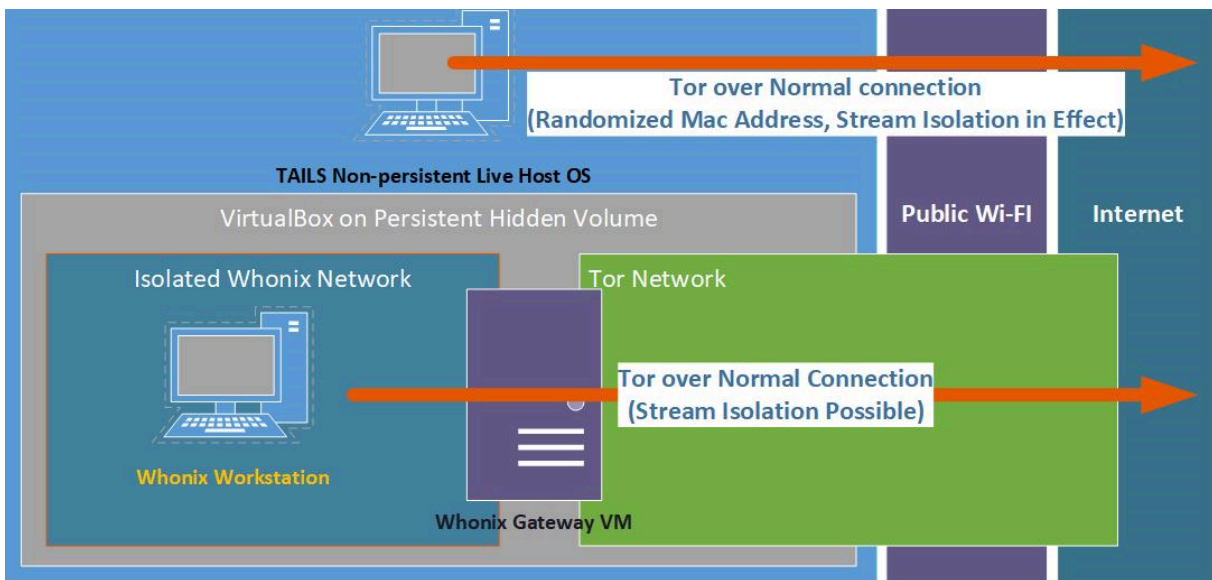 Tor over Normal connection
(Randomized Mac Address, Stream Isolation in Effect)
TAILS Non-persistent Live Host OS
VirtualBox on Persistent Hidden Volume
Public Wi-FI
Internet
Isolated Whonix Network
Tor Network
Tor over Normal Connection
(Stream Isolation Possible)
Whonix Workstation
Whonix Gateway VM